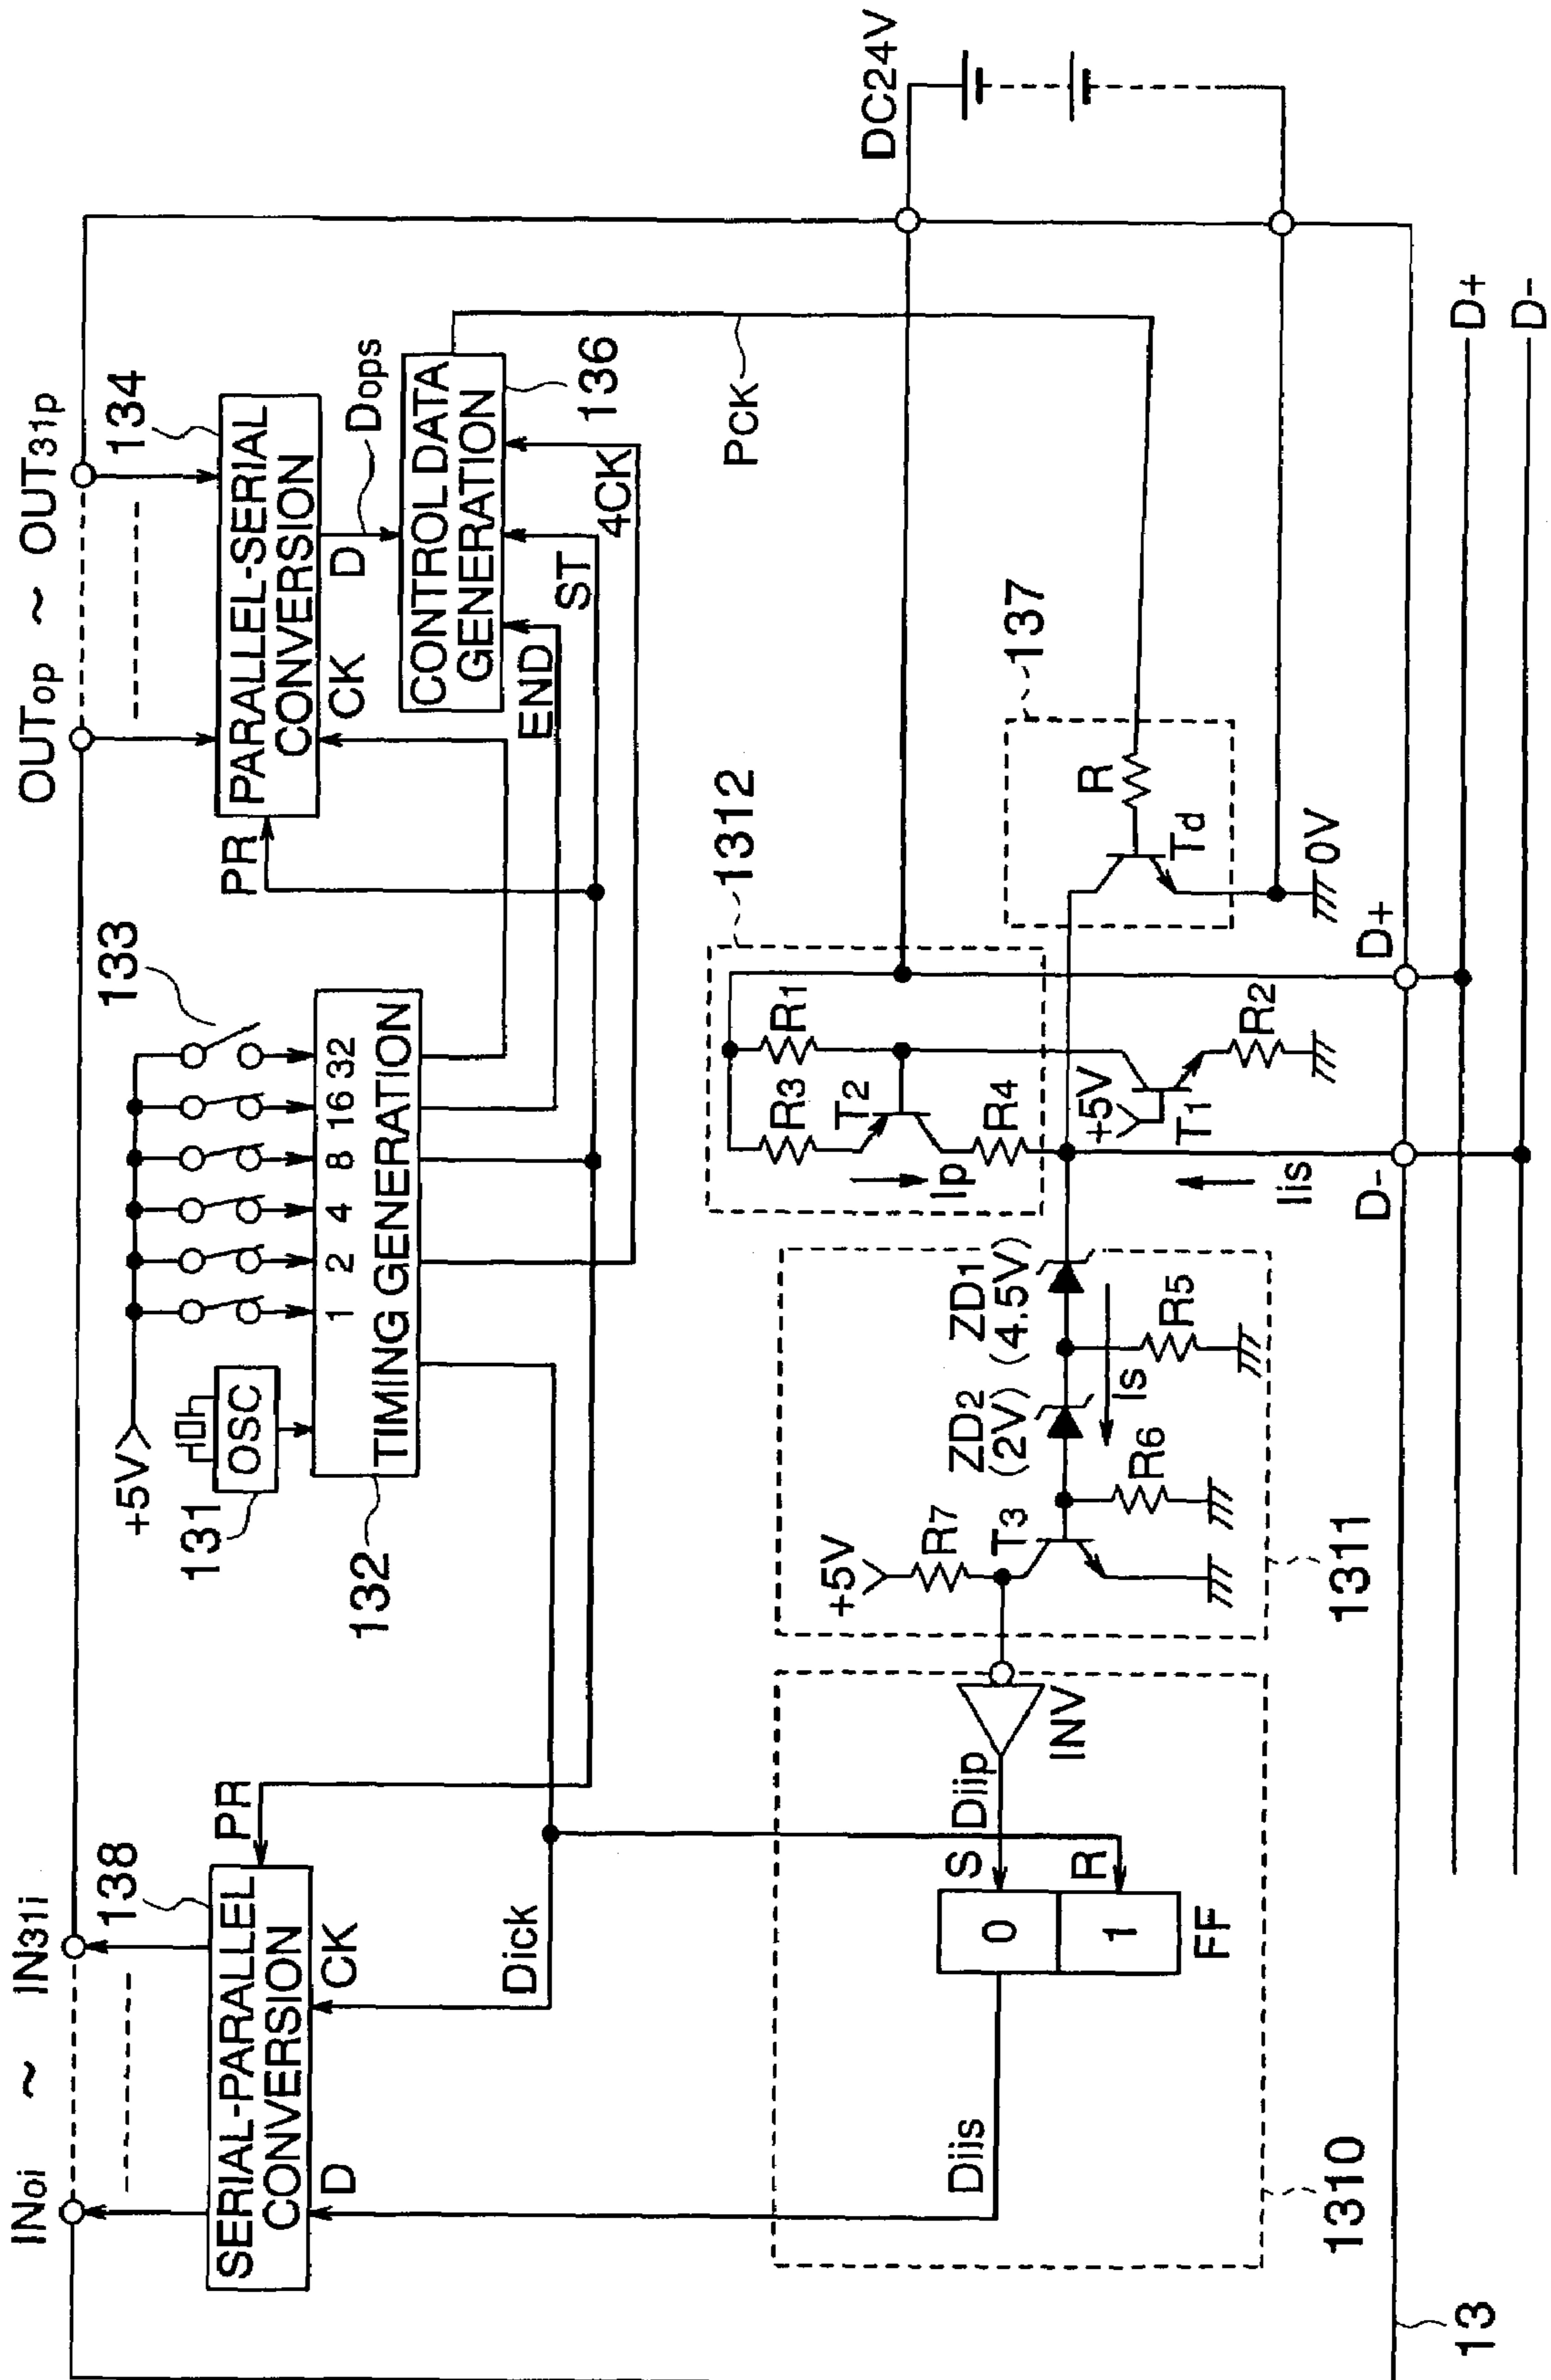 INoi ~ IN31i
OUTop ~ OUT31p
138
SERIAL-PARALLEL
CONVERSION
PR
D
CK
Dick
+5V
131
OSC
132
133
1 2 4 8 16 32
TIMING GENERATION
134
PARALLEL-SERIAL
CONVERSION
PR
CK
D
Dops
CONTROL DATA
GENERATION
136
END
ST
4CK
PCK
DC24V
1312
R3
R1
T2
R4
Ip
137
R
Td
0V
+5V
T1
R2
Iis
D-
D+
ZD2
(2V)
ZD1
(4.5V)
Is
R5
R6
+5V
R7
T3
1311
INV
Diip
S
R
0
1
FF
Diis
1310
13
D+
D-